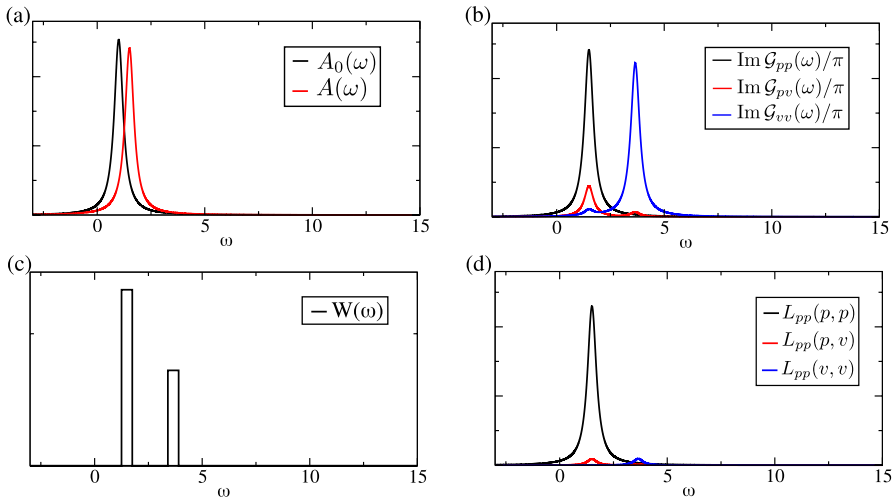 (a)
A₀(ω)
A(ω)
0 5 10 15
ω
(b)
Im 𝒢ₚₚ(ω)/π
Im 𝒢ₚᵥ(ω)/π
Im 𝒢ᵥᵥ(ω)/π
0 5 10 15
ω
(c)
W(ω)
0 5 10 15
ω
(d)
Lₚₚ(p, p)
Lₚₚ(p, v)
Lₚₚ(v, v)
0 5 10 15
ω